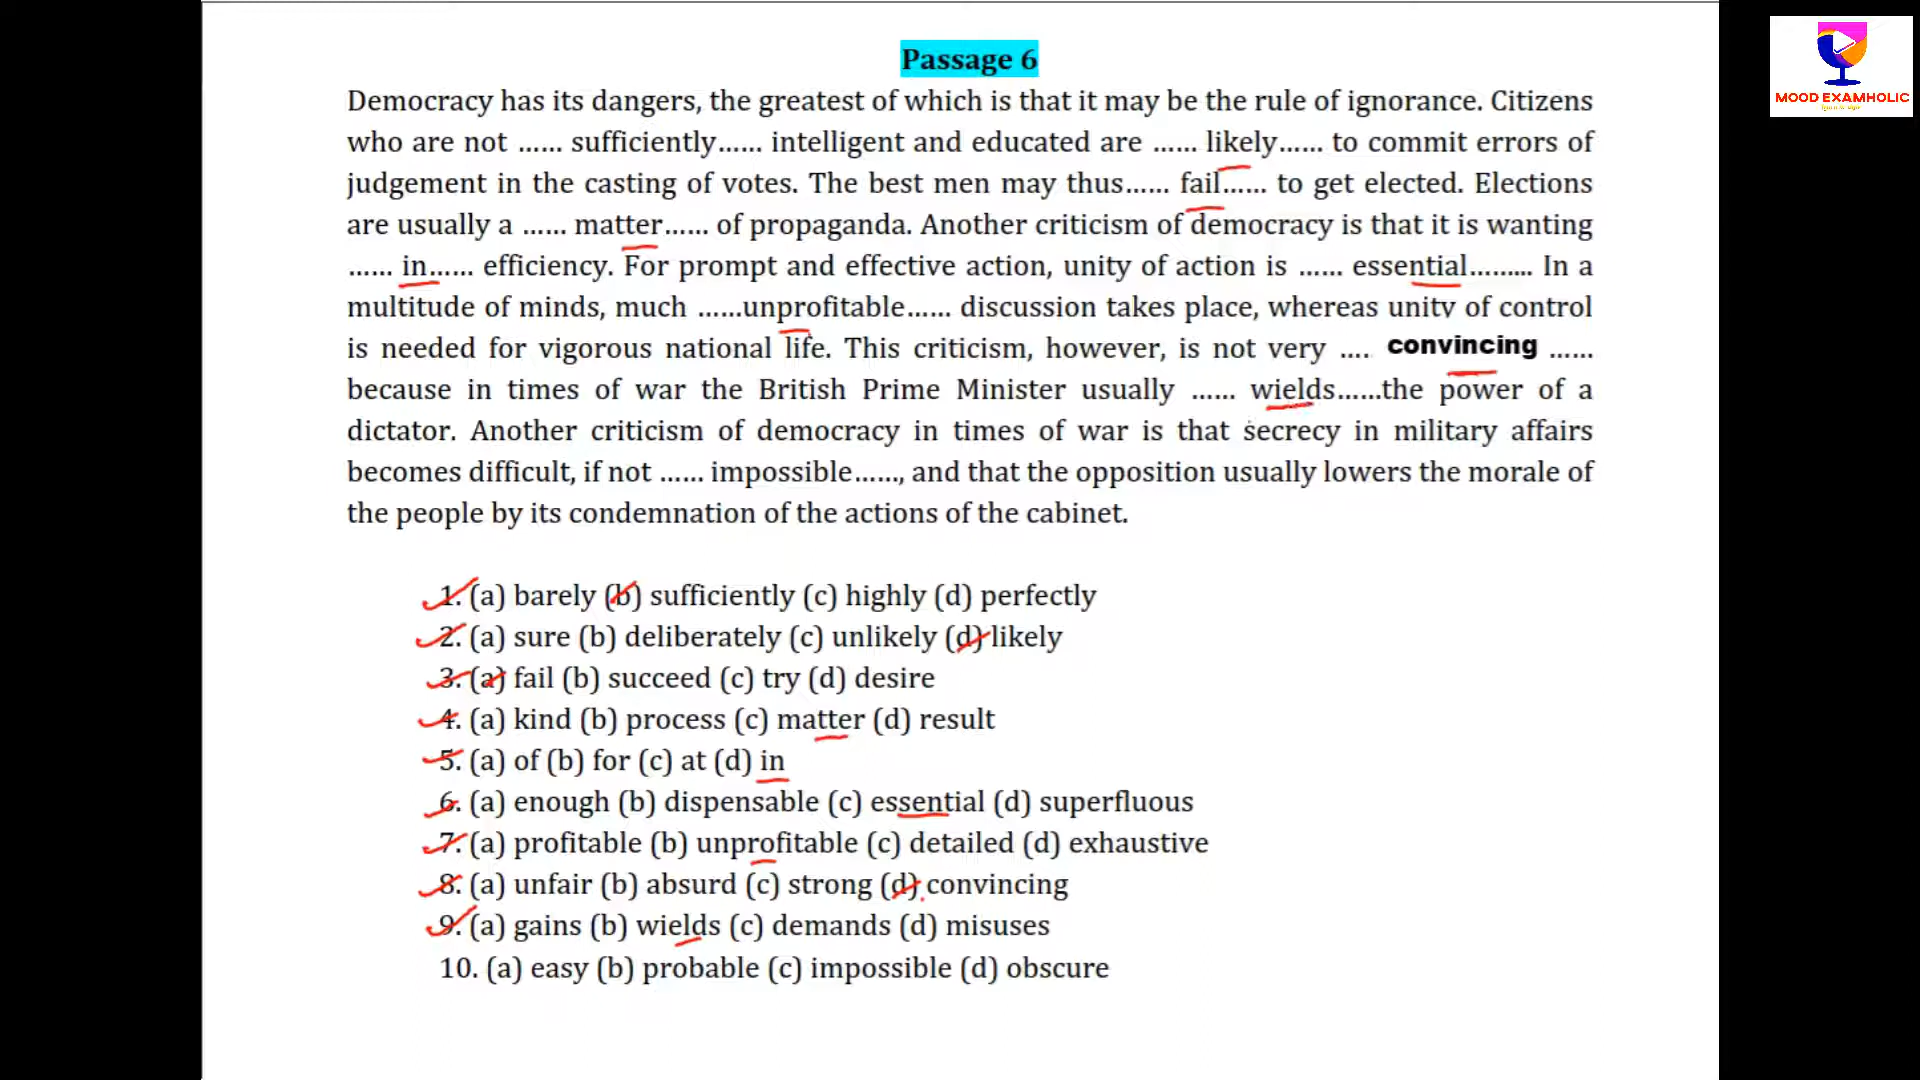 MOOD EXAMHOLIC
Passage 6
Democracy has its dangers, the greatest of which is that it may be the rule of ignorance. Citizens
who are not ...... sufficiently...... intelligent and educated are ...... likely...... to commit errors of
judgement in the casting of votes. The best men may thus...... fail...... to get elected. Elections
are usually a ...... matter...... of propaganda. Another criticism of democracy is that it is wanting
...... in...... efficiency. For prompt and effective action, unity of action is ...... essential......... In a
multitude of minds, much ......unprofitable...... discussion takes place, whereas unity of control
is needed for vigorous national life. This criticism, however, is not very .... convincing ......
because in times of war the British Prime Minister usually ...... wields......the power of a
dictator. Another criticism of democracy in times of war is that secrecy in military affairs
becomes difficult, if not ...... impossible......, and that the opposition usually lowers the morale of
the people by its condemnation of the actions of the cabinet.
1. (a) barely (b) sufficiently (c) highly (d) perfectly
2. (a) sure (b) deliberately (c) unlikely (d) likely
3. (a) fail (b) succeed (c) try (d) desire
4. (a) kind (b) process (c) matter (d) result
5. (a) of (b) for (c) at (d) in
6. (a) enough (b) dispensable (c) essential (d) superfluous
7. (a) profitable (b) unprofitable (c) detailed (d) exhaustive
8. (a) unfair (b) absurd (c) strong (d) convincing
9. (a) gains (b) wields (c) demands (d) misuses
10. (a) easy (b) probable (c) impossible (d) obscure